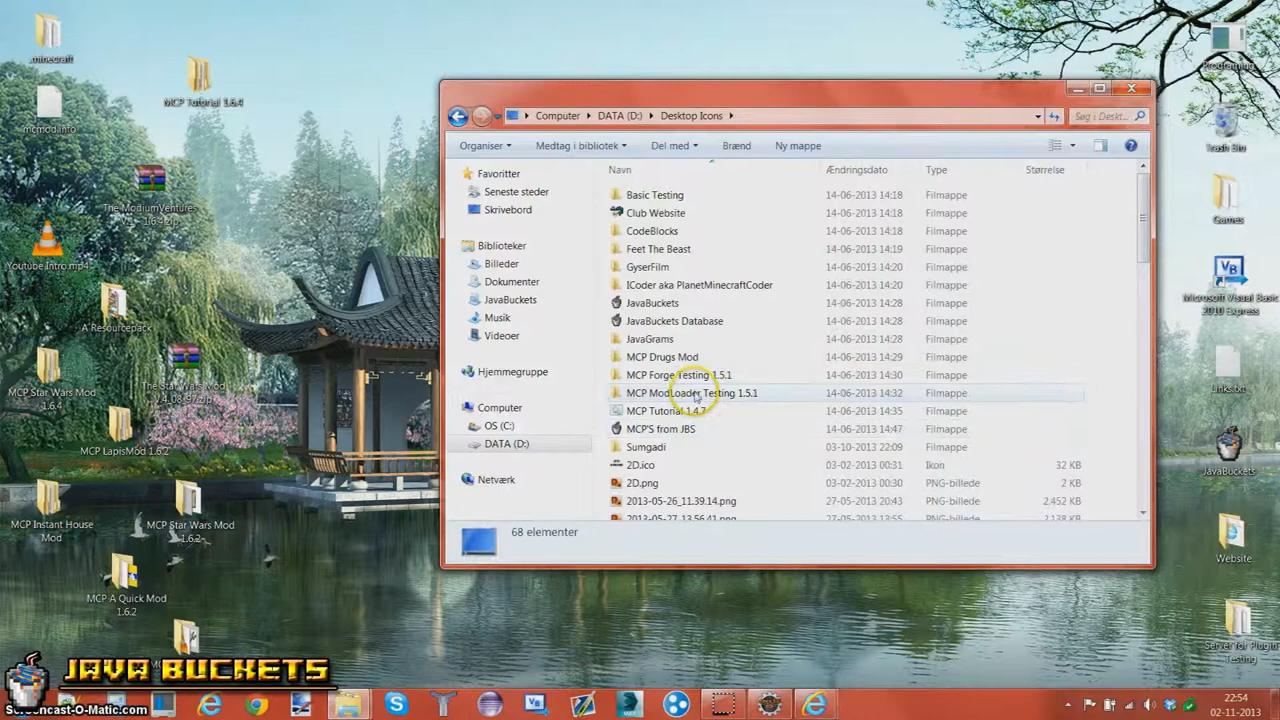 .minecraft
MCP Tutorial 1.6.4
mcmod.info
The ModiumVentures
1.6.4.zip
Youtube Intro.mp4
A Resourcepack
MCP Star Wars Mod
1.6.4
The Star Wars Mod
MCP LapisMod 1.6.2
MCP Instant House
Mod
MCP Star Wars Mod
1.6.2
MCP A Quick Mod
1.6.2
Computer
DATA (D:)
Desktop Icons
Søg i Deskt...
Organiser
Medtag i bibliotek
Del med
Brænd
Ny mappe
Navn Ændringsdato Type Størrelse
Favoritter
Seneste steder
Skrivebord
Biblioteker
Billeder
Dokumenter
JavaBuckets
Musik
Videoer
Hjemmegruppe
Computer
OS (C:)
DATA (D:)
Netværk
Basic Testing 14-06-2013 14:18 Filmappe
Club Website 14-06-2013 14:18 Filmappe
CodeBlocks 14-06-2013 14:18 Filmappe
Feet The Beast 14-06-2013 14:19 Filmappe
GyserFilm 14-06-2013 14:20 Filmappe
ICoder aka PlanetMinecraftCoder 14-06-2013 14:20 Filmappe
JavaBuckets 14-06-2013 14:28 Filmappe
JavaBuckets Database 14-06-2013 14:28 Filmappe
JavaGrams 14-06-2013 14:28 Filmappe
MCP Drugs Mod 14-06-2013 14:29 Filmappe
MCP Forge Testing 1.5.1 14-06-2013 14:30 Filmappe
MCP ModLoader Testing 1.5.1 14-06-2013 14:32 Filmappe
MCP Tutorial 1.4.7 14-06-2013 14:35 Filmappe
MCP'S from JBS 14-06-2013 14:47 Filmappe
Sumgadi 03-10-2013 22:09 Filmappe
2D.ico 03-02-2013 00:31 Ikon 32 KB
2D.png 03-02-2013 00:30 PNG-billede 2 KB
2013-05-26_11.39.14.png 27-05-2013 20:43 PNG-billede 2.452 KB
2013-05-27_13.56.41.png 27-05-2013 13:55 PNG-billede 2.138 KB
68 elementer
Programing
Trash Bin
Games
Microsoft Visual Basic
2010 Express
Links.txt
JavaBuckets
Website
Server for Plugin
Testing
JAVA BUCKETS
Screencast-O-Matic.com
22:54
02-11-2013